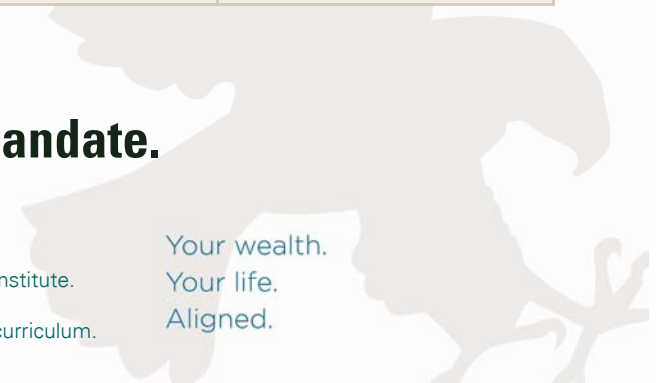 andate.
Your wealth.
Your life.
Aligned.
nstitute.
curriculum.